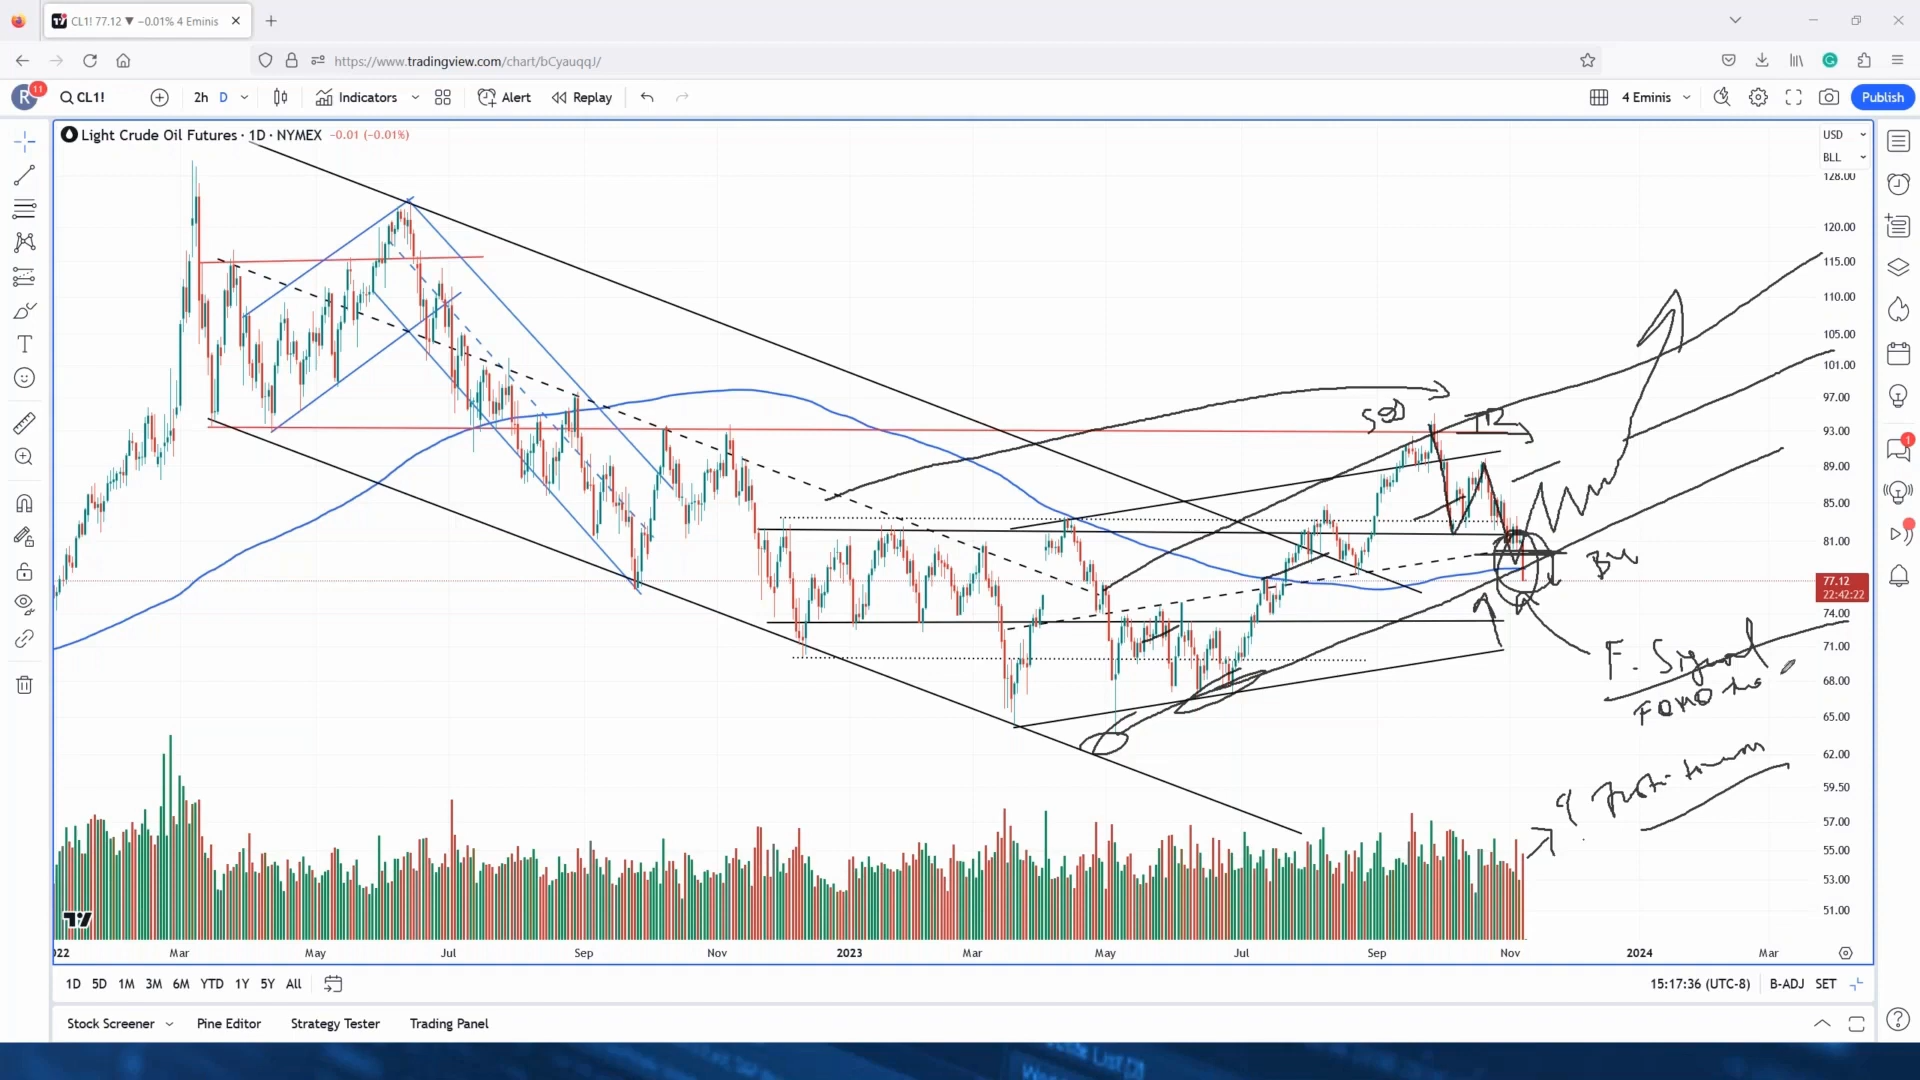 CL1! 77.12 ▼ −0.01% 4 Eminis
https://www.tradingview.com/chart/bCyauqqJ/
R 11 CL1! 2h D Indicators Alert Replay 4 Eminis Publish
Light Crude Oil Futures · 1D · NYMEX −0.01 (−0.01%)
USD
BLL
128.00
120.00
115.00
110.00
105.00
101.00
97.00
93.00
89.00
85.00
81.00
77.12
22:42:22
74.00
71.00
68.00
65.00
62.00
59.50
57.00
55.00
53.00
51.00
SOD
TR
BU
F. Signal
FOMO
1
022 Mar May Jul Sep Nov 2023 Mar May Jul Sep Nov 2024 Mar
1D 5D 1M 3M 6M YTD 1Y 5Y All 15:17:36 (UTC-8) B-ADJ SET
Stock Screener Pine Editor Strategy Tester Trading Panel